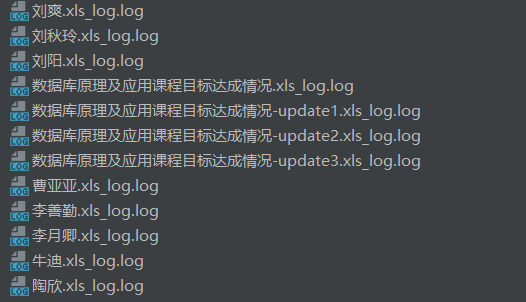 刘爽.xls_log.log
刘秋玲.xls_log.log
刘阳.xls_log.log
数据库原理及应用课程目标达成情况.xls_log.log
数据库原理及应用课程目标达成情况-update1.xls_log.log
数据库原理及应用课程目标达成情况-update2.xls_log.log
数据库原理及应用课程目标达成情况-update3.xls_log.log
曹亚亚.xls_log.log
李善勤.xls_log.log
李月卿.xls_log.log
牛迪.xls_log.log
陶欣.xls_log.log